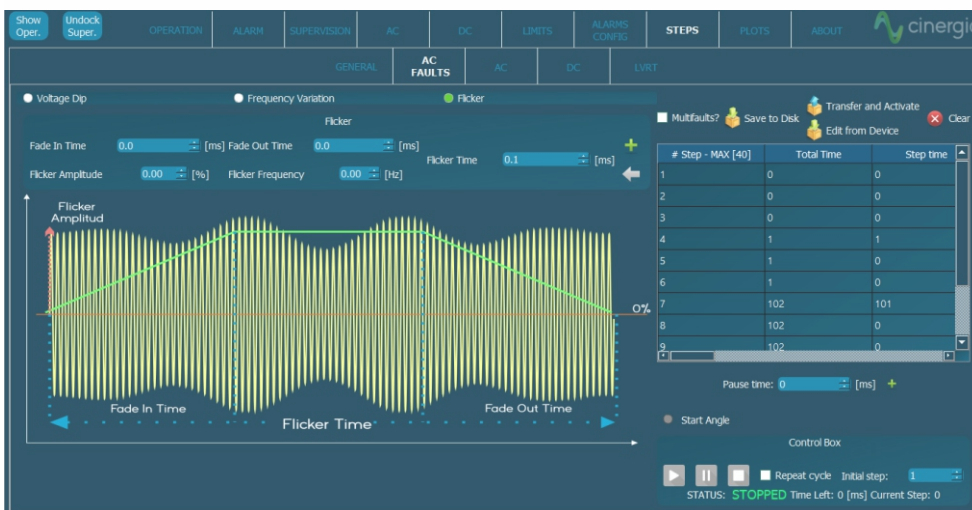 Show Oper.
Undock Super.
OPERATION
ALARM
SUPERVISION
AC
DC
LIMITS
ALARMS CONFIG
STEPS
PLOTS
ABOUT
cinergi
GENERAL
AC FAULTS
AC
DC
LVRT
Voltage Dip
Frequency Variation
Flicker
Flicker
Fade In Time 0.0 [ms] Fade Out Time 0.0 [ms]
Flicker Time 0.1 [ms]
Flicker Amplitude 0.00 [%] Flicker Frequency 0.00 [Hz]
Flicker
Amplitud
0%
Fade In Time
Fade Out Time
Flicker Time
Multifaults?
Save to Disk
Transfer and Activate
Edit from Device
Clear
# Step - MAX [40] Total Time Step time
1 0 0
2 0 0
3 0 0
4 1 1
5 1 0
6 1 0
7 102 101
8 102 0
9 102 0
Pause time: 0 [ms]
Start Angle
Control Box
Repeat cycle Initial step: 1
STATUS: STOPPED Time Left: 0 [ms] Current Step: 0